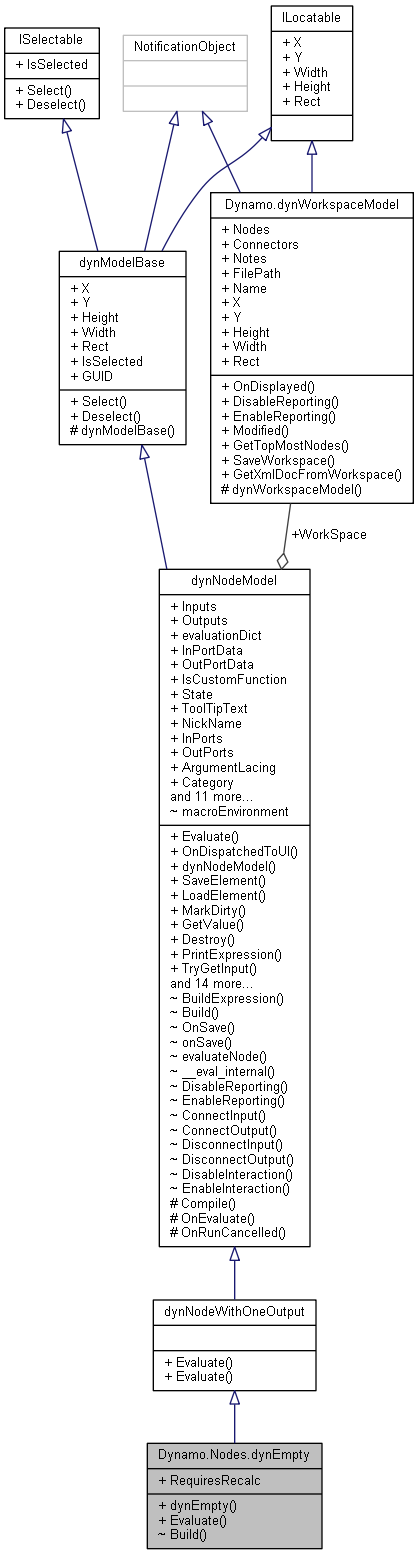 ISelectable
+ IsSelected
+ Select()
+ Deselect()
NotificationObject
ILocatable
+ X
+ Y
+ Width
+ Height
+ Rect
dynModelBase
+ X
+ Y
+ Height
+ Width
+ Rect
+ IsSelected
+ GUID
+ Select()
+ Deselect()
# dynModelBase()
Dynamo.dynWorkspaceModel
+ Nodes
+ Connectors
+ Notes
+ FilePath
+ Name
+ X
+ Y
+ Height
+ Width
+ Rect
+ OnDisplayed()
+ DisableReporting()
+ EnableReporting()
+ Modified()
+ GetTopMostNodes()
+ SaveWorkspace()
+ GetXmlDocFromWorkspace()
# dynWorkspaceModel()
+WorkSpace
dynNodeModel
+ Inputs
+ Outputs
+ evaluationDict
+ InPortData
+ OutPortData
+ IsCustomFunction
+ State
+ ToolTipText
+ NickName
+ InPorts
+ OutPorts
+ ArgumentLacing
+ Category
and 11 more...
~ macroEnvironment
+ Evaluate()
+ OnDispatchedToUI()
+ dynNodeModel()
+ SaveElement()
+ LoadElement()
+ MarkDirty()
+ GetValue()
+ Destroy()
+ PrintExpression()
+ TryGetInput()
and 14 more...
~ BuildExpression()
~ Build()
~ OnSave()
~ onSave()
~ evaluateNode()
~ __eval_internal()
~ DisableReporting()
~ EnableReporting()
~ ConnectInput()
~ ConnectOutput()
~ DisconnectInput()
~ DisconnectOutput()
~ DisableInteraction()
~ EnableInteraction()
# Compile()
# OnEvaluate()
# OnRunCancelled()
dynNodeWithOneOutput
+ Evaluate()
+ Evaluate()
Dynamo.Nodes.dynEmpty
+ RequiresRecalc
+ dynEmpty()
+ Evaluate()
~ Build()